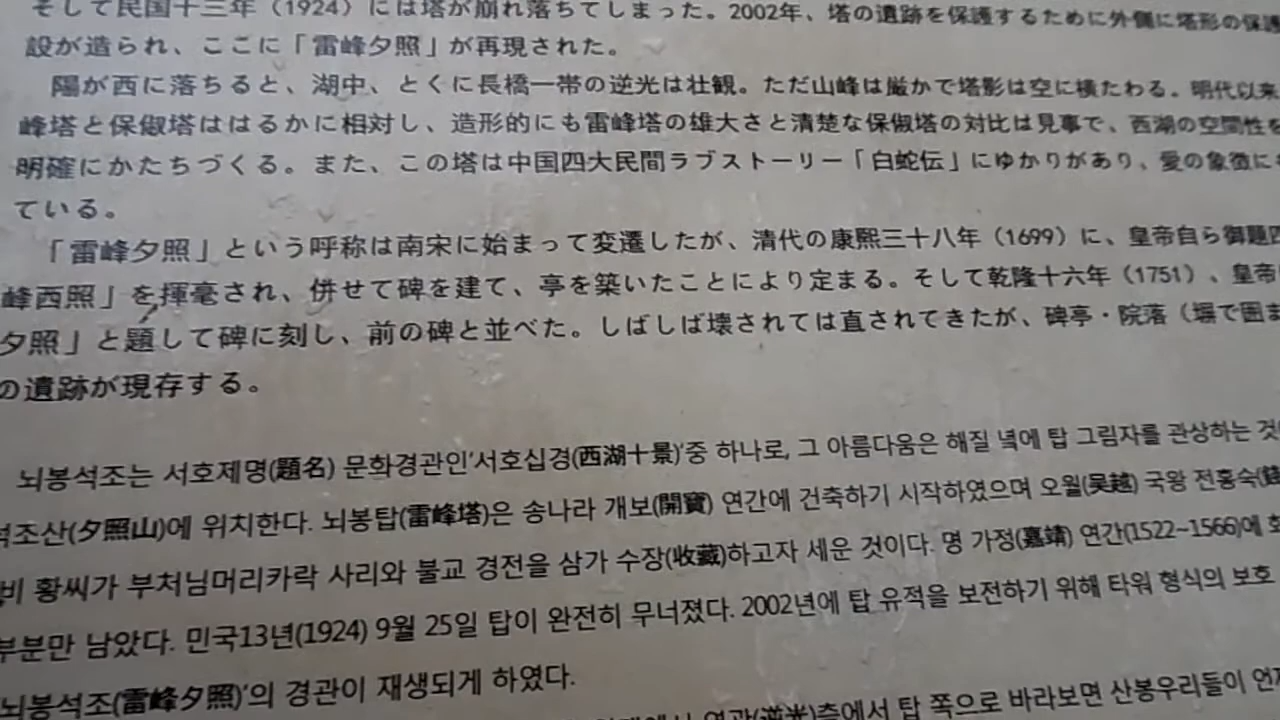 そして民国十三年（1924）には塔が崩れ落ちてしまった。2002年、塔の遺跡を保護するために外側に塔形の保護
設が造られ、ここに「雷峰夕照」が再現された。
陽が西に落ちると、湖中、とくに長橋一帯の逆光は壮観。ただ山峰は厳かで塔影は空に横たわる。明代以来
峰塔と保俶塔ははるかに相対し、造形的にも雷峰塔の雄大さと清楚な保俶塔の対比は見事で、西湖の空間性を
明確にかたちづくる。また、この塔は中国四大民間ラブストーリー「白蛇伝」にゆかりがあり、愛の象徴に
ている。
「雷峰夕照」という呼称は南宋に始まって変遷したが、清代の康熙三十八年（1699）に、皇帝自ら御題
峰西照」を揮毫され、併せて碑を建て、亭を築いたことにより定まる。そして乾隆十六年（1751）、皇帝
夕照」と題して碑に刻し、前の碑と並べた。しばしば壊されては直されてきたが、碑亭・院落（塀で囲ま
の遺跡が現存する。
뇌봉석조는 서호제명(題名) 문화경관인'서호십경(西湖十景)'중 하나로, 그 아름다움은 해질 녘에 탑 그림자를 관상하는 것
석조산(夕照山)에 위치한다. 뇌봉탑(雷峰塔)은 송나라 개보(開寶) 연간에 건축하기 시작하였으며 오월(吴越) 국왕 전홍숙(錢
비 황씨가 부처님머리카락 사리와 불교 경전을 삼가 수장(收藏)하고자 세운 것이다. 명 가정(嘉靖) 연간(1522~1566)에
부분만 남았다. 민국13년(1924) 9월 25일 탑이 완전히 무너졌다. 2002년에 탑 유적을 보전하기 위해 타워 형식의 보호
뇌봉석조(雷峰夕照)'의 경관이 재생되게 하였다.
(逆光)측에서 탑 쪽으로 바라보면 산봉우리들이